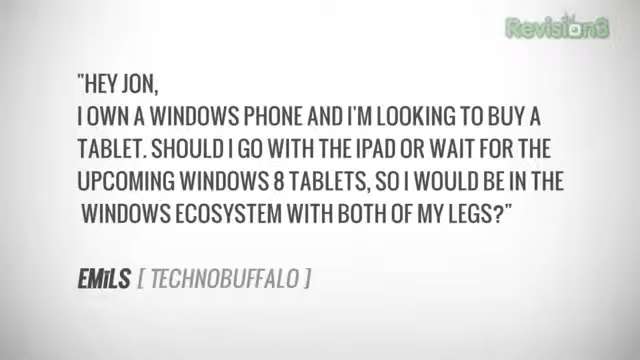 Revision3
"HEY JON,
I OWN A WINDOWS PHONE AND I'M LOOKING TO BUY A
TABLET. SHOULD I GO WITH THE IPAD OR WAIT FOR THE
UPCOMING WINDOWS 8 TABLETS, SO I WOULD BE IN THE
WINDOWS ECOSYSTEM WITH BOTH OF MY LEGS?"
EMīLS [ TECHNOBUFFALO ]